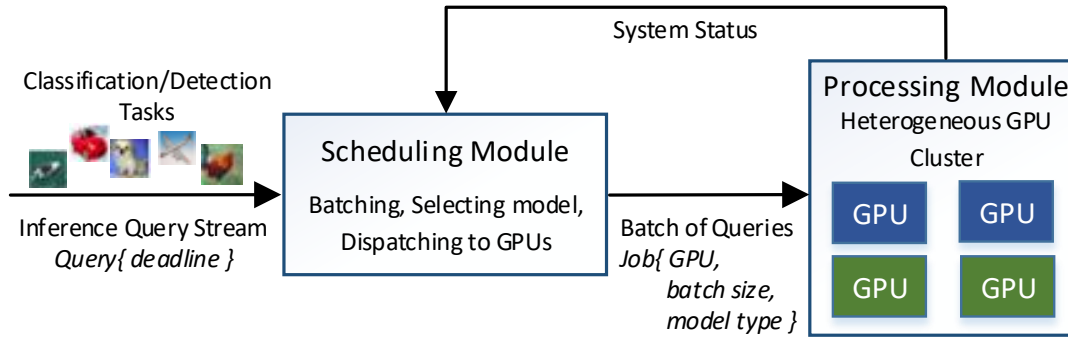 System Status
Classification/Detection
Tasks
Inference Query Stream
Query{ deadline }
Scheduling Module
Batching, Selecting model,
Dispatching to GPUs
Batch of Queries
Job{ GPU,
batch size,
model type }
Processing Module
Heterogeneous GPU
Cluster
GPU GPU
GPU GPU